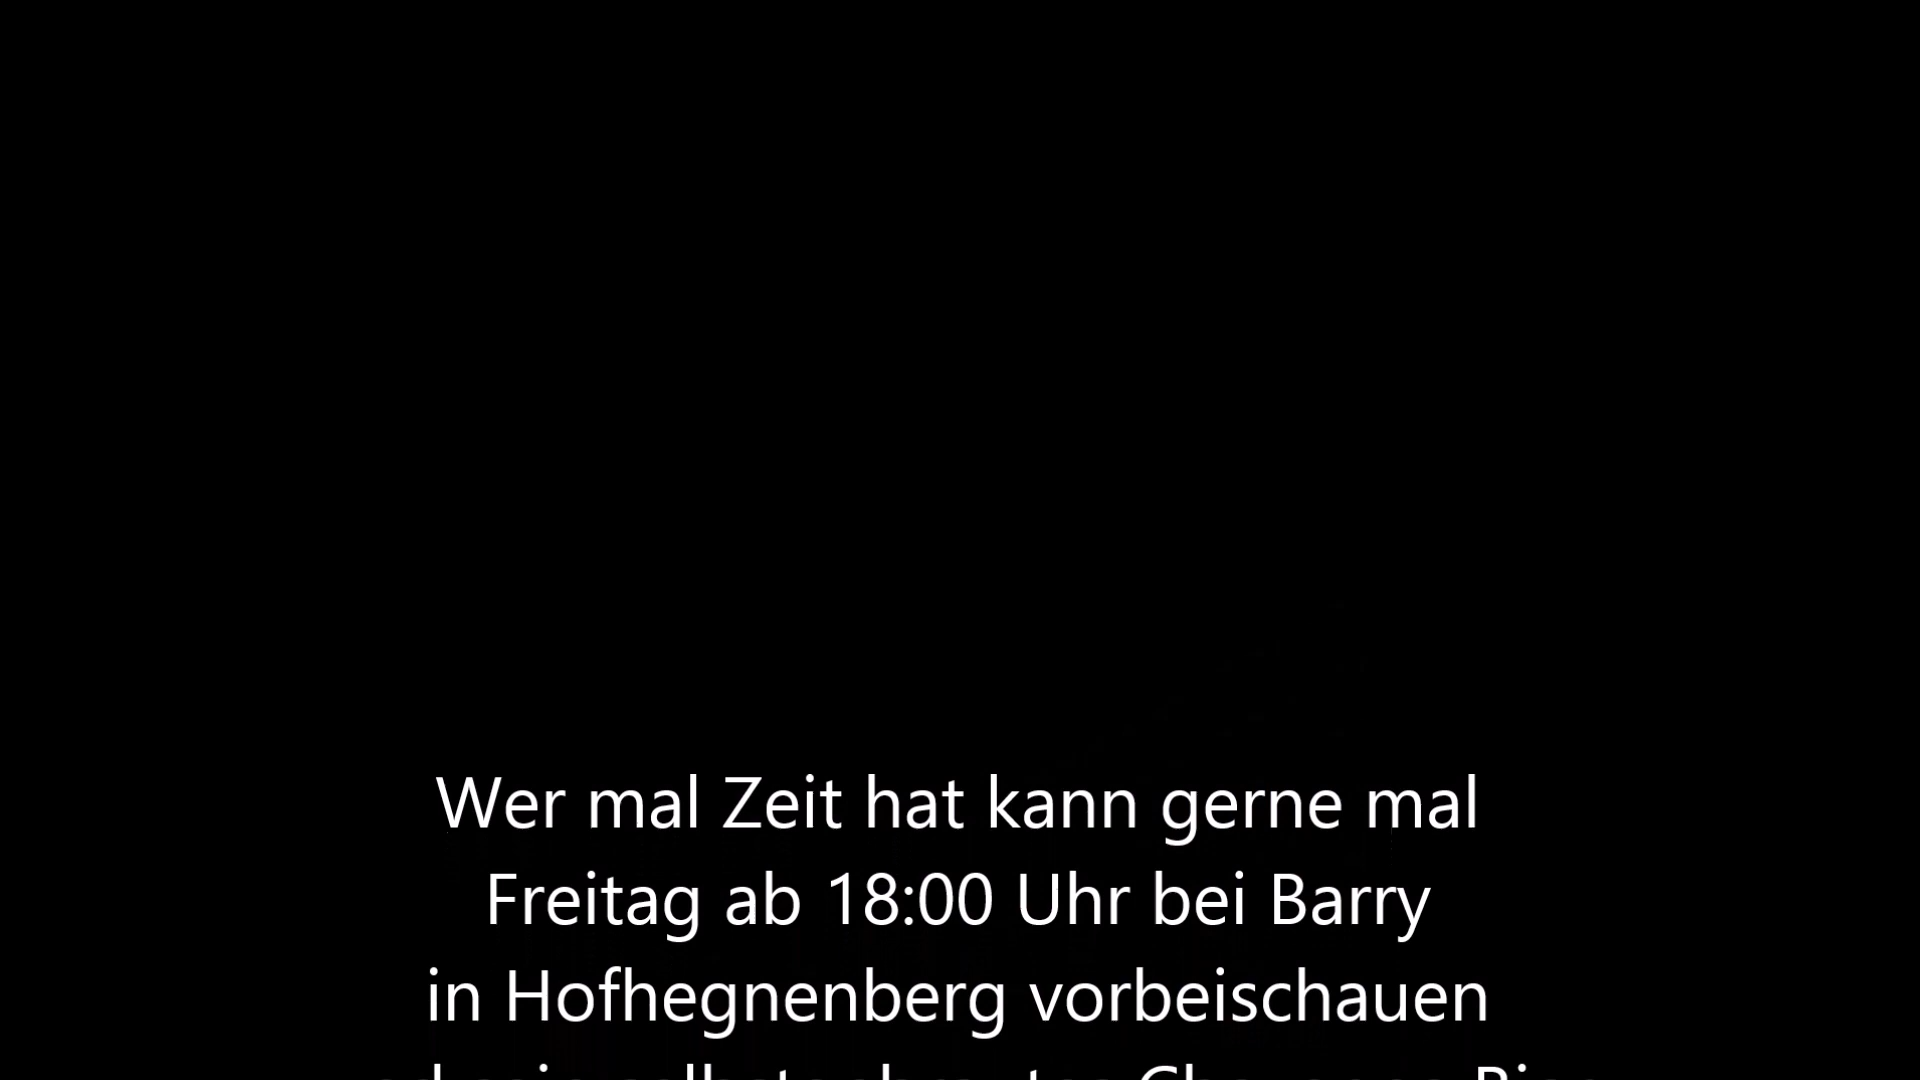 Wer mal Zeit hat kann gerne mal
Freitag ab 18:00 Uhr bei Barry
in Hofhegnenberg vorbeischauen